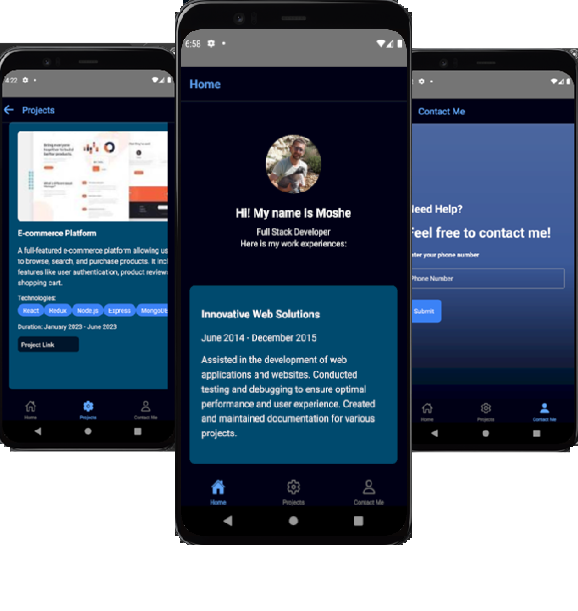 4:22
Projects
E-commerce Platform
A full-featured e-commerce platform allowing us
to browse, search, and purchase products. It incl
features like user authentication, product review
shopping cart.
Technologies:
React Redux Node.js Express MongoDB
Duration: January 2023 - June 2023
Project Link
Home Projects Contact Me
6:58
Home
Hi! My name is Moshe
Full Stack Developer
Here is my work experiences:
Innovative Web Solutions
June 2014 - December 2015
Assisted in the development of web
applications and websites. Conducted
testing and debugging to ensure optimal
performance and user experience. Created
and maintained documentation for various
projects.
Home Projects Contact Me
Contact Me
Need Help?
Feel free to contact me!
Enter your phone number
Phone Number
Submit
Home Projects Contact Me